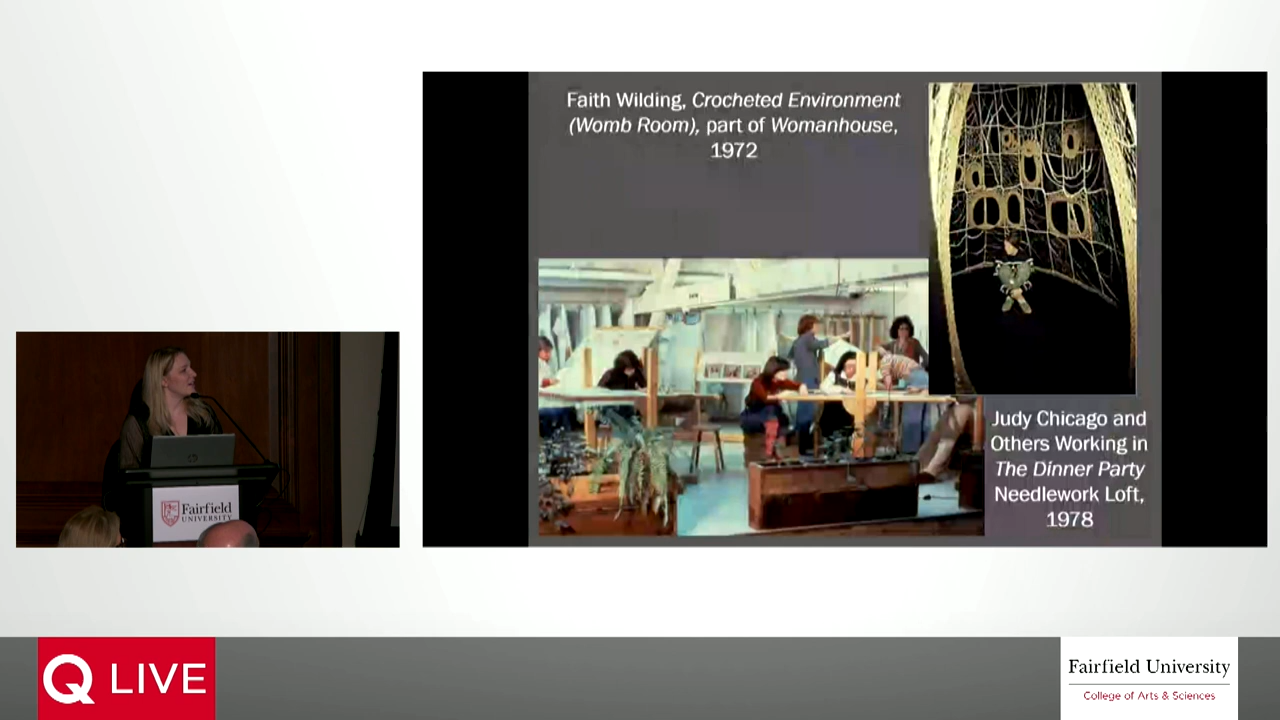 Faith Wilding, Crocheted Environment
(Womb Room), part of Womanhouse,
1972
Judy Chicago and
Others Working in
The Dinner Party
Needlework Loft,
1978
Fairfield
UNIVERSITY
Q LIVE
Fairfield University
College of Arts & Sciences